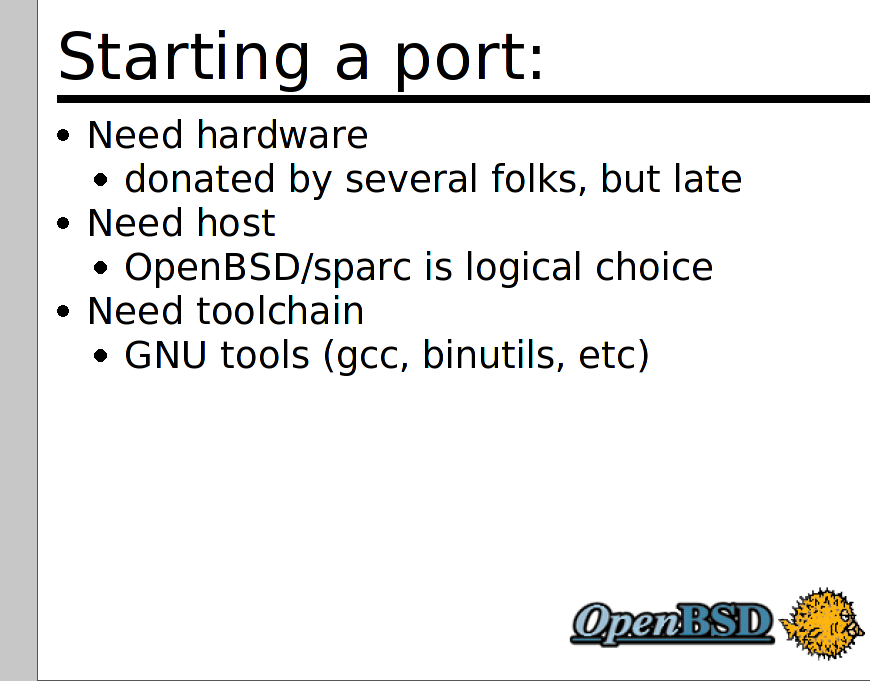 Starting a port:
• Need hardware
• donated by several folks, but late
• Need host
• OpenBSD/sparc is logical choice
• Need toolchain
• GNU tools (gcc, binutils, etc)
OpenBSD